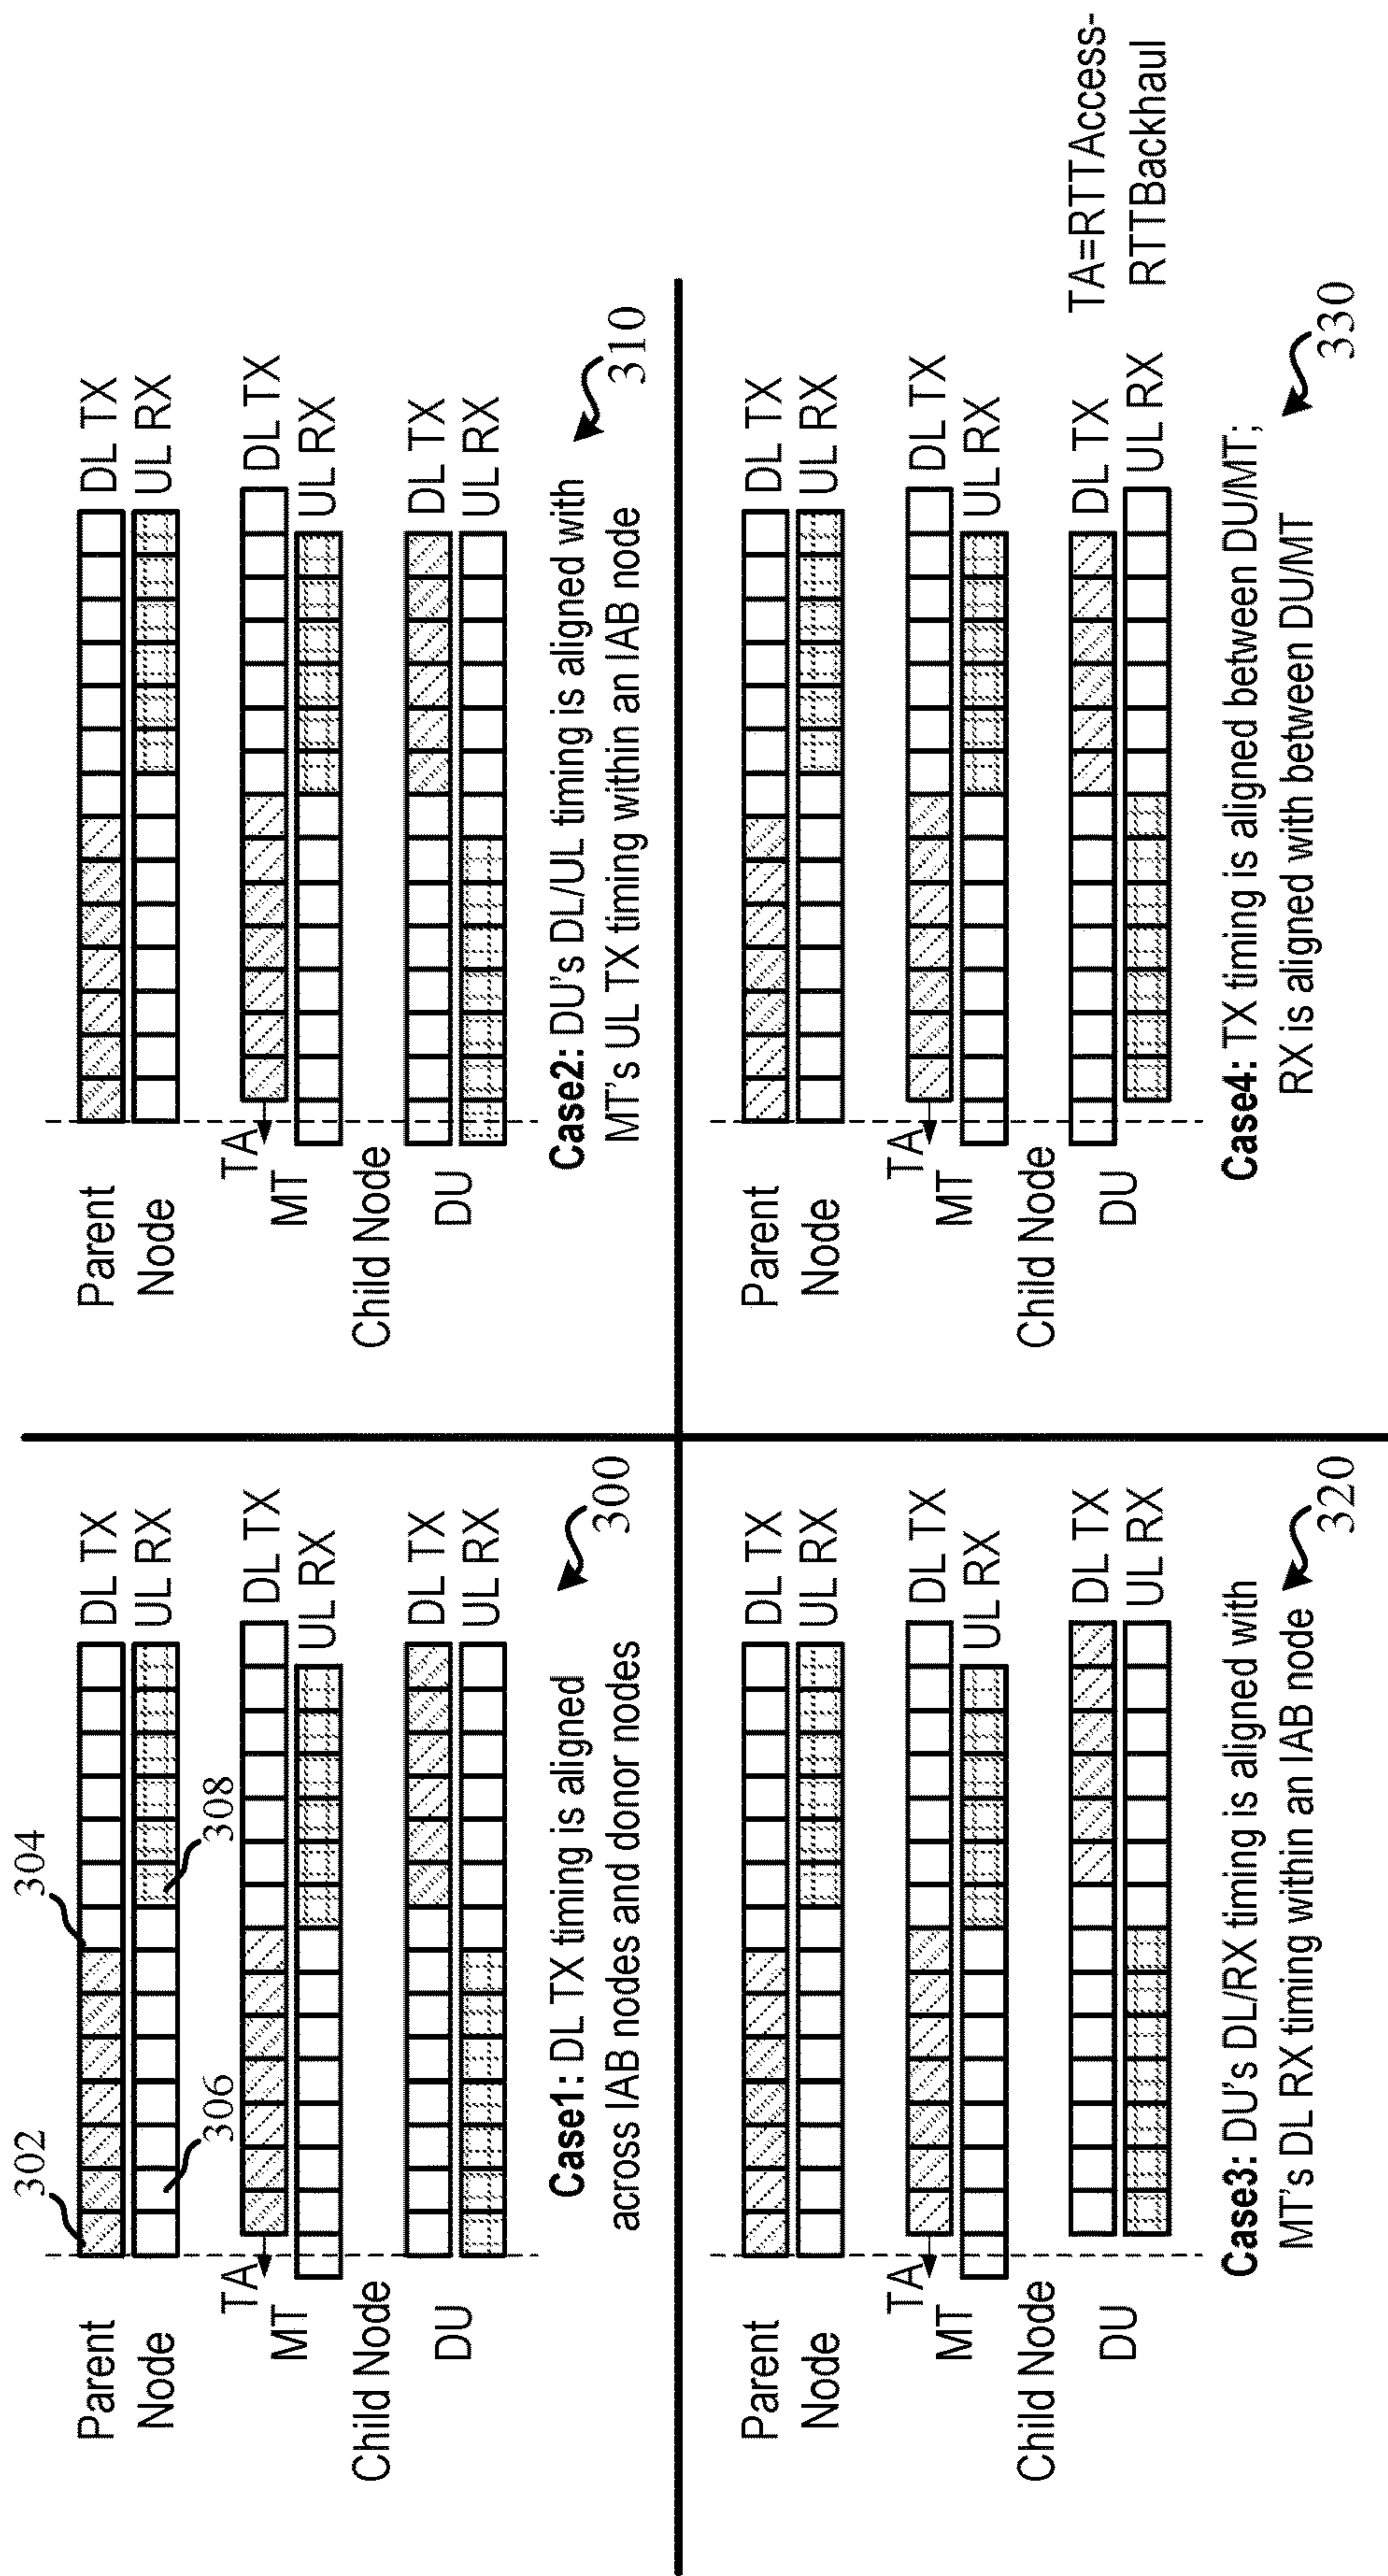 302
304
Parent
Node
DL TX
UL RX
306
308
TA
MT
DL TX
UL RX
Child Node
DU
DL TX
UL RX
Case1: DL TX timing is aligned
across IAB nodes and donor nodes
300
Parent
Node
DL TX
UL RX
TA
MT
DL TX
UL RX
Child Node
DU
DL TX
UL RX
Case2: DU's DL/UL timing is aligned with
MT's UL TX timing within an IAB node
310
Parent
Node
DL TX
UL RX
TA
MT
DL TX
UL RX
Child Node
DU
DL TX
UL RX
Case3: DU's DL/RX timing is aligned with
MT's DL RX timing within an IAB node
320
Parent
Node
DL TX
UL RX
TA
MT
DL TX
UL RX
Child Node
DU
DL TX
UL RX
TA=RTTAccess-
RTTBackhaul
Case4: TX timing is aligned between DU/MT;
RX is aligned with between DU/MT
330